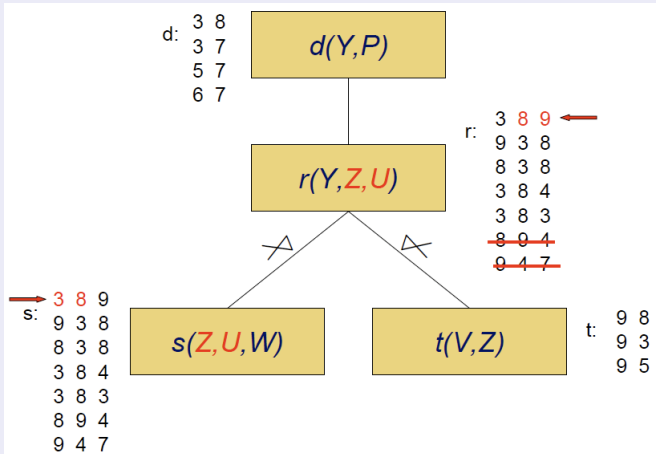 d:
3 8
3 7
5 7
6 7
d(Y,P)
r:
3 8 9
9 3 8
8 3 8
3 8 4
3 8 3
8 9 4
9 4 7
r(Y,Z,U)
s:
3 8 9
9 3 8
8 3 8
3 8 4
3 8 3
8 9 4
9 4 7
s(Z,U,W)
t(V,Z)
t:
9 8
9 3
9 5